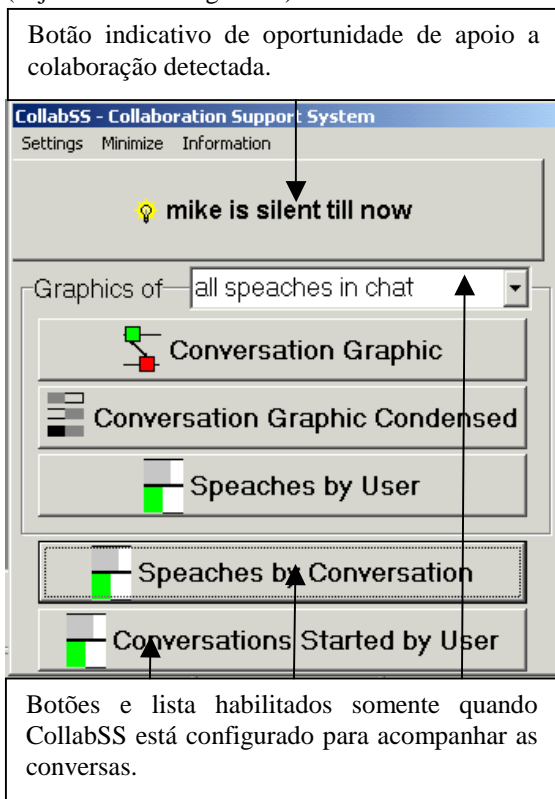 Botão indicativo de oportunidade de apoio a
colaboração detectada.
CollabSS - Collaboration Support System
Settings Minimize Information
mike is silent till now
Graphics of all speaches in chat
Conversation Graphic
Conversation Graphic Condensed
Speaches by User
Speaches by Conversation
Conversations Started by User
Botões e lista habilitados somente quando
CollabSS está configurado para acompanhar as
conversas.